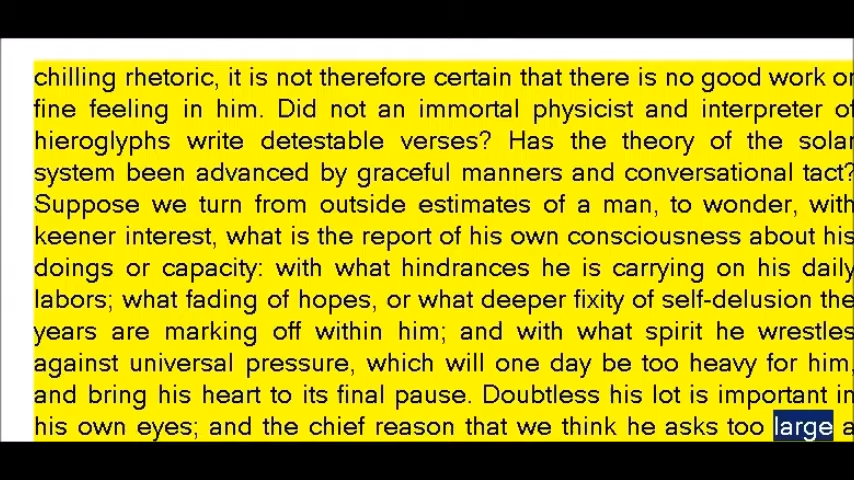 chilling rhetoric, it is not therefore certain that there is no good work or
fine feeling in him. Did not an immortal physicist and interpreter of
hieroglyphs write detestable verses? Has the theory of the solar
system been advanced by graceful manners and conversational tact?
Suppose we turn from outside estimates of a man, to wonder, with
keener interest, what is the report of his own consciousness about his
doings or capacity: with what hindrances he is carrying on his daily
labors; what fading of hopes, or what deeper fixity of self-delusion the
years are marking off within him; and with what spirit he wrestles
against universal pressure, which will one day be too heavy for him,
and bring his heart to its final pause. Doubtless his lot is important in
his own eyes; and the chief reason that we think he asks too large a